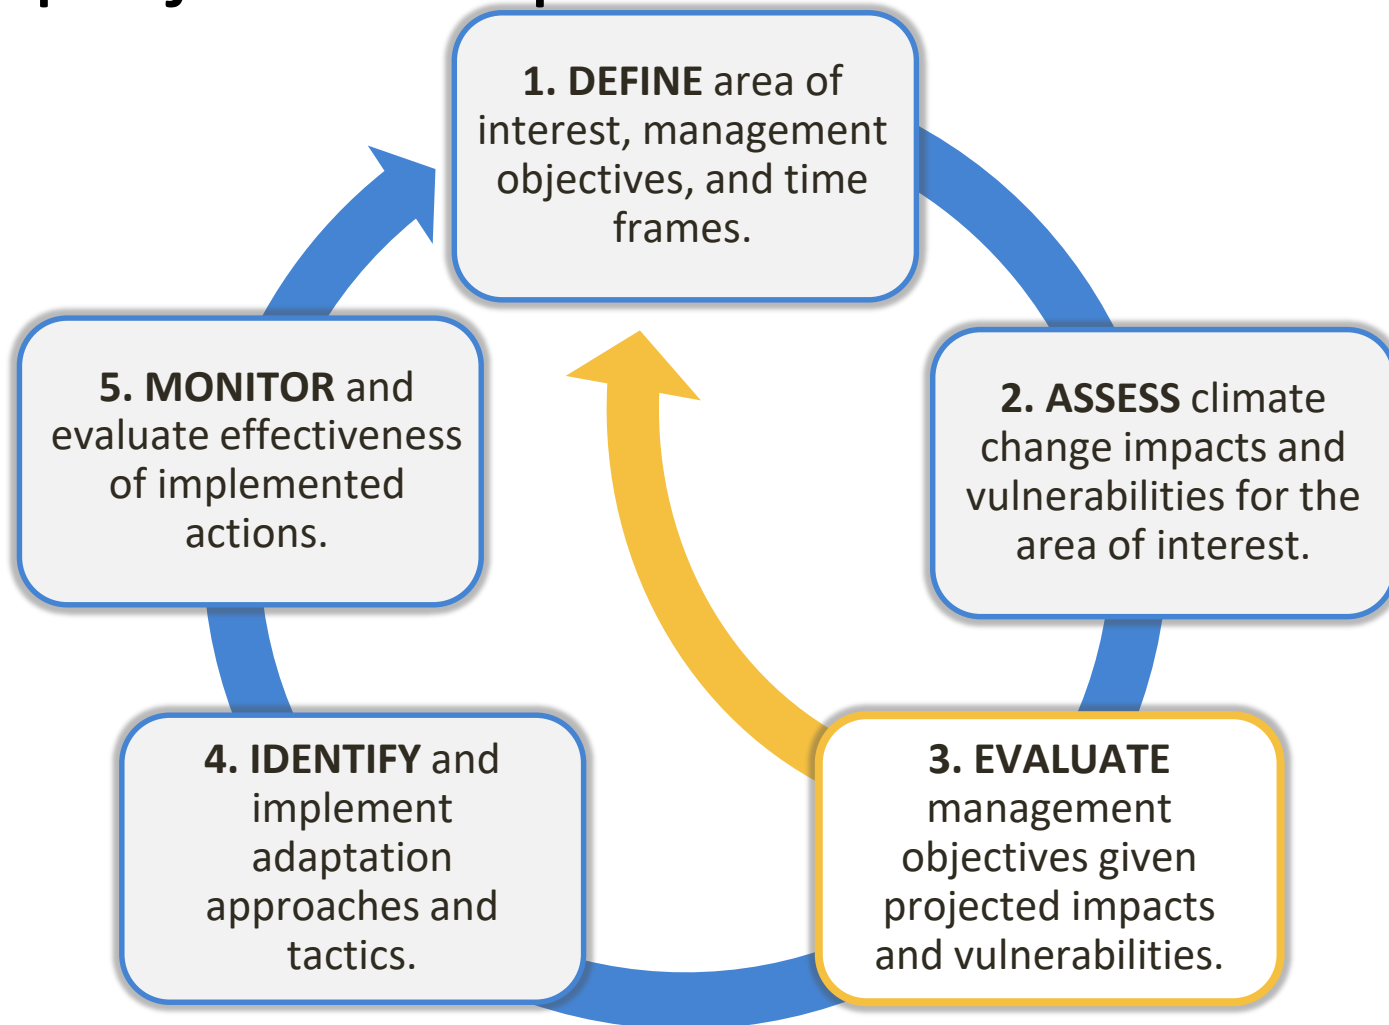 1. DEFINE area of
interest, management
objectives, and time
frames.
2. ASSESS climate
change impacts and
vulnerabilities for the
area of interest.
3. EVALUATE
management
objectives given
projected impacts
and vulnerabilities.
4. IDENTIFY and
implement
adaptation
approaches and
tactics.
5. MONITOR and
evaluate effectiveness
of implemented
actions.